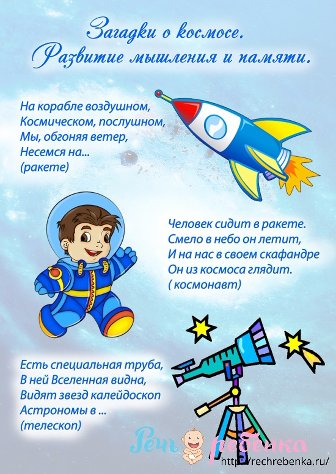 Загадки о космосе.
Развитие мышления и памяти.
На корабле воздушном,
Космическом, послушном,
Мы, обгоняя ветер,
Несемся на...
(ракете)
Человек сидит в ракете.
Смело в небо он летит,
И на нас в своем скафандре
Он из космоса глядит.
( космонавт)
Есть специальная труба,
В ней Вселенная видна,
Видят звезд калейдоскоп
Астрономы в ...
(телескоп)
Речь ребенка
http://rechrebenka.ru/